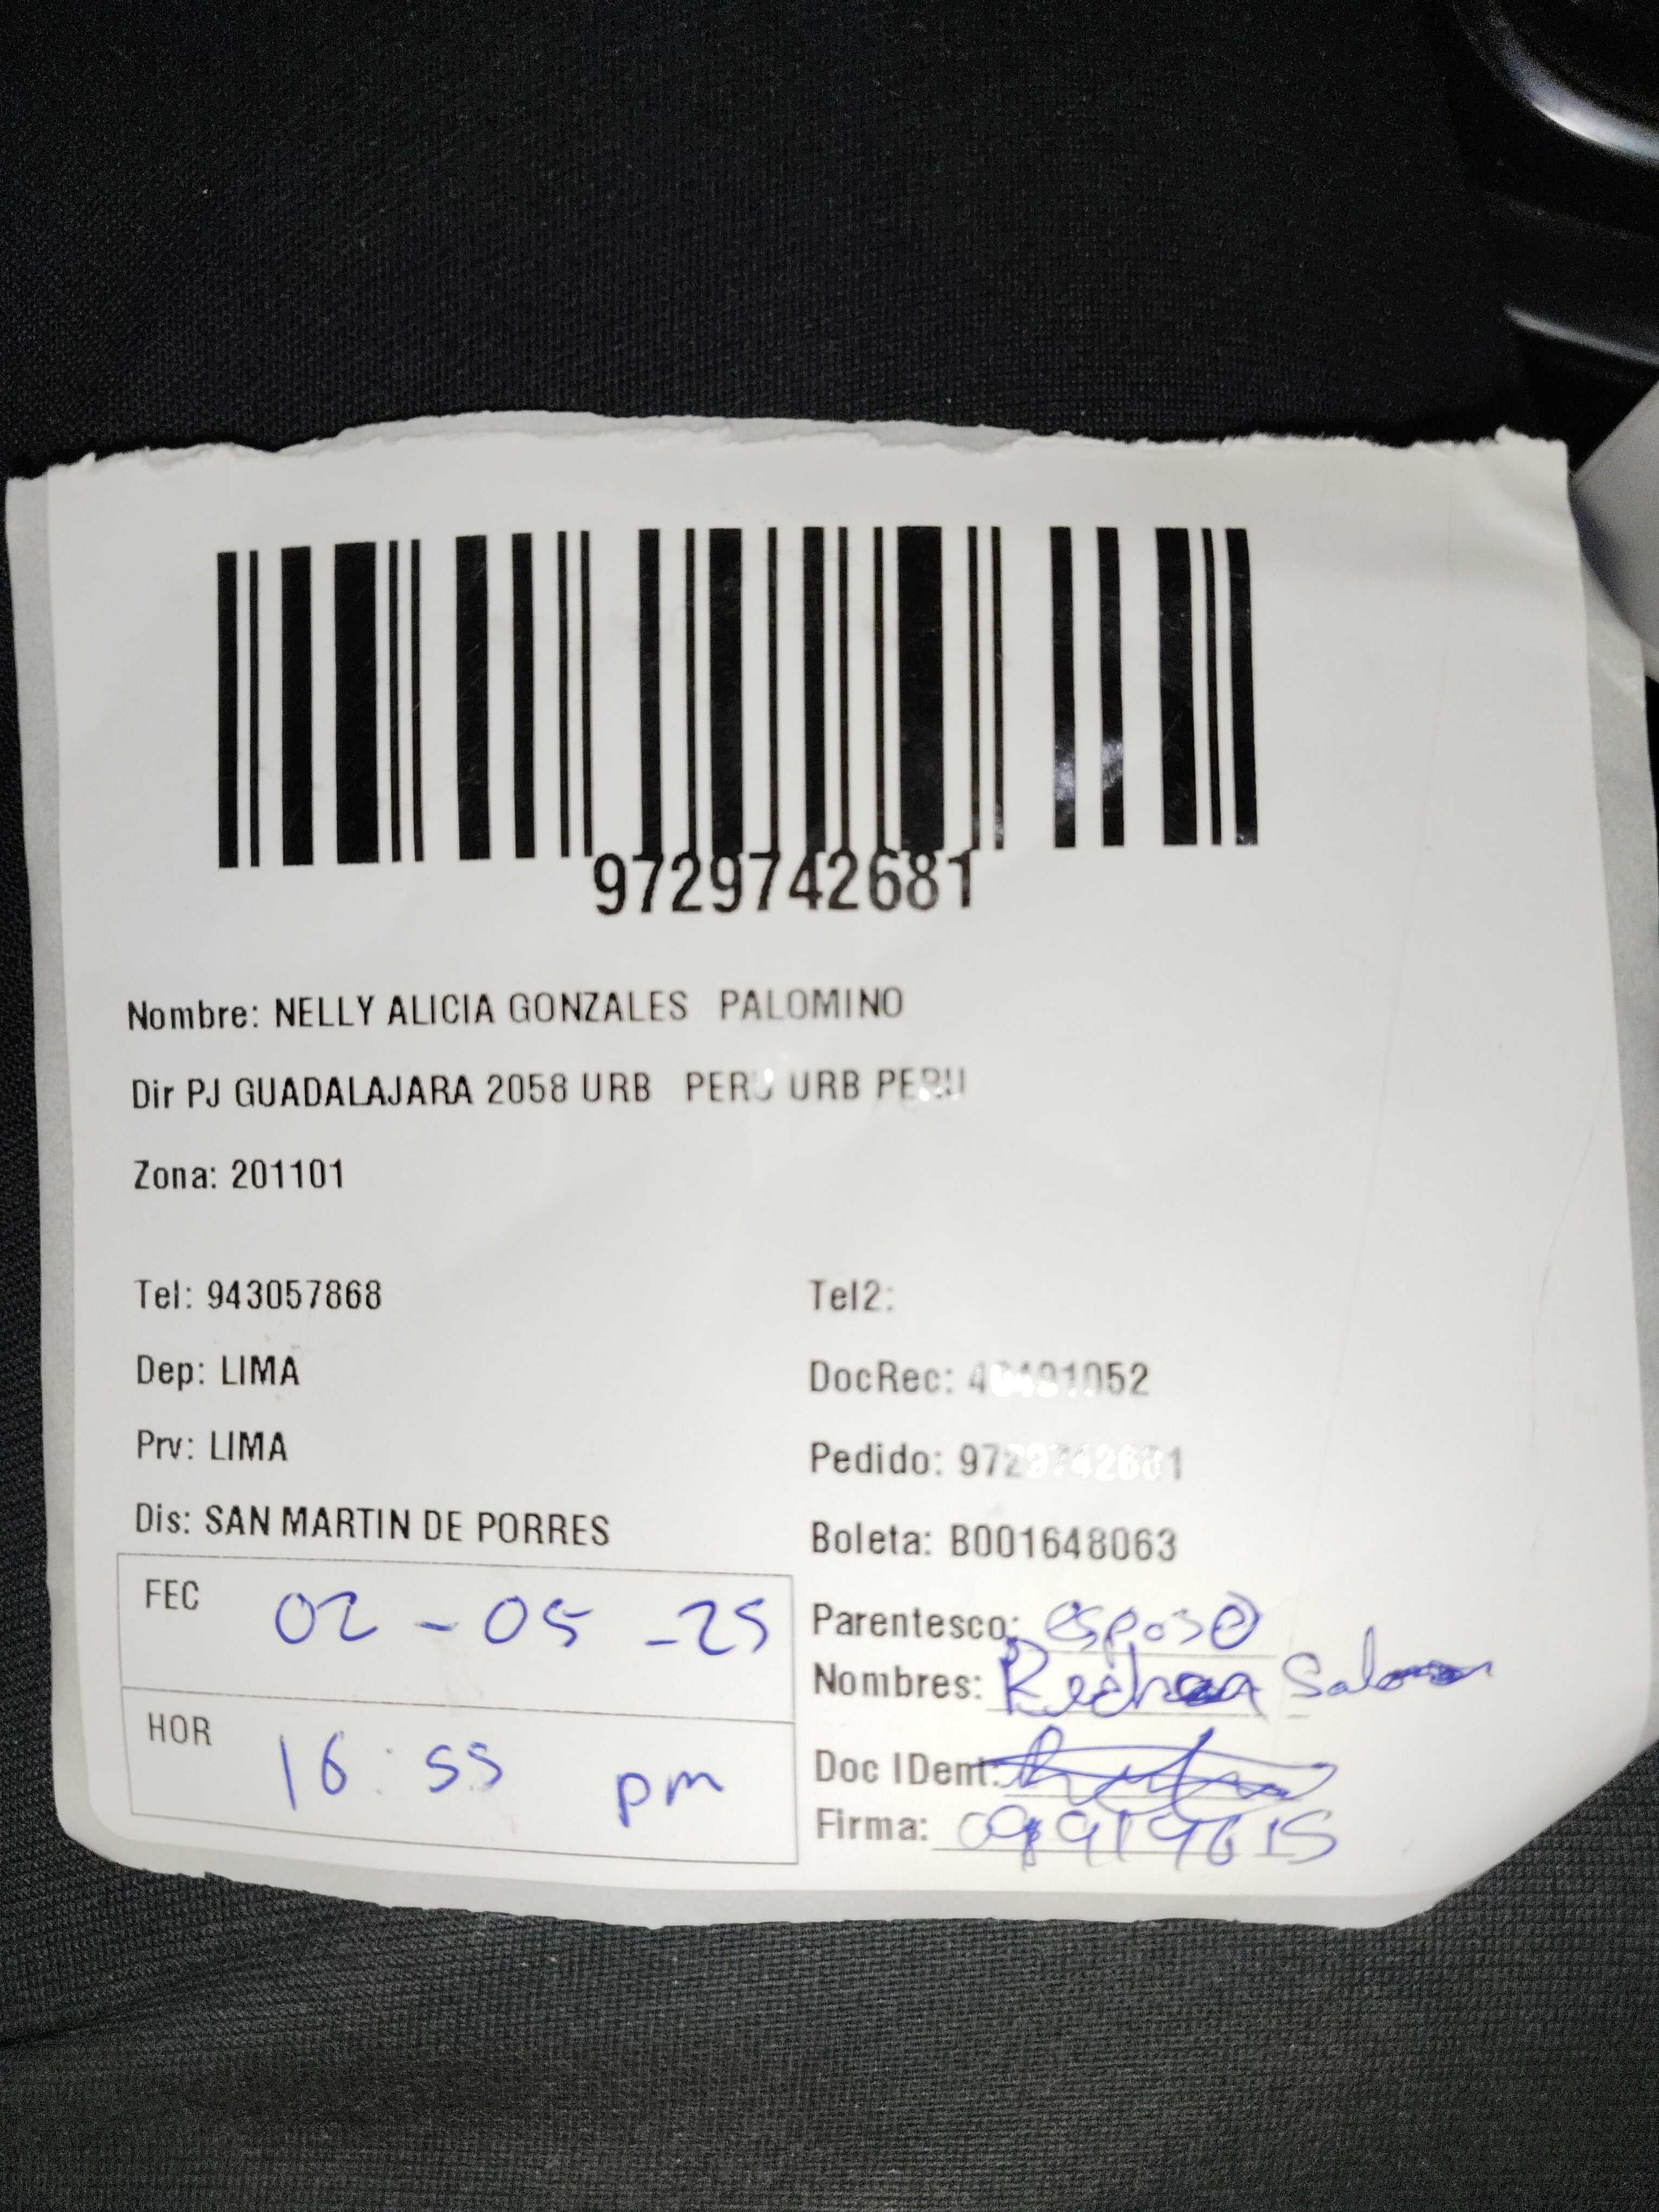 9729742681
Nombre: NELLY ALICIA GONZALES PALOMINO
Dir PJ GUADALAJARA 2058 URB PERU URB PERU
Zona: 201101
Tel: 943057868 Tel2:
Dep: LIMA DocRec:
Prv: LIMA Pedido: 9729742681
Dis: SAN MARTIN DE PORRES Boleta: B001648063
FEC 02-05-25 Parentesco: esposo
Nombres:
HOR 16:55 pm Doc IDent:
Firma: